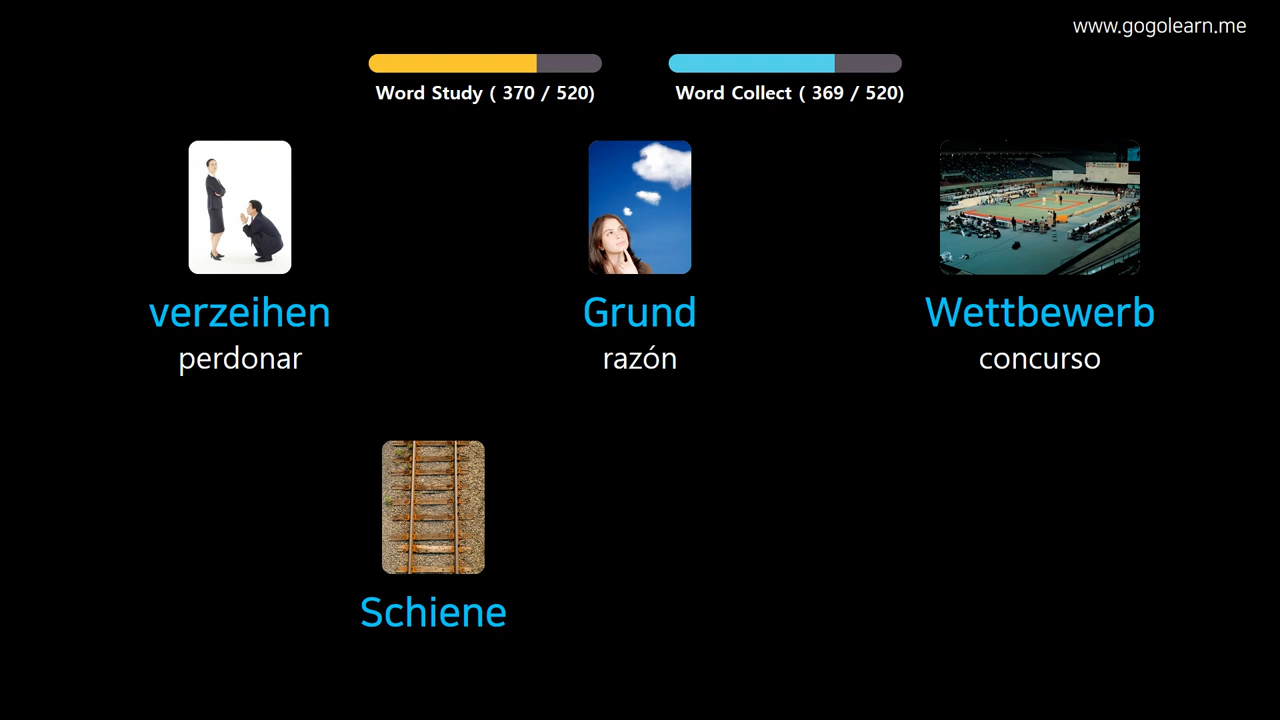 www.gogolearn.me
Word Study ( 370 / 520)
Word Collect ( 369 / 520)
verzeihen
perdonar
Grund
razón
Wettbewerb
concurso
Schiene